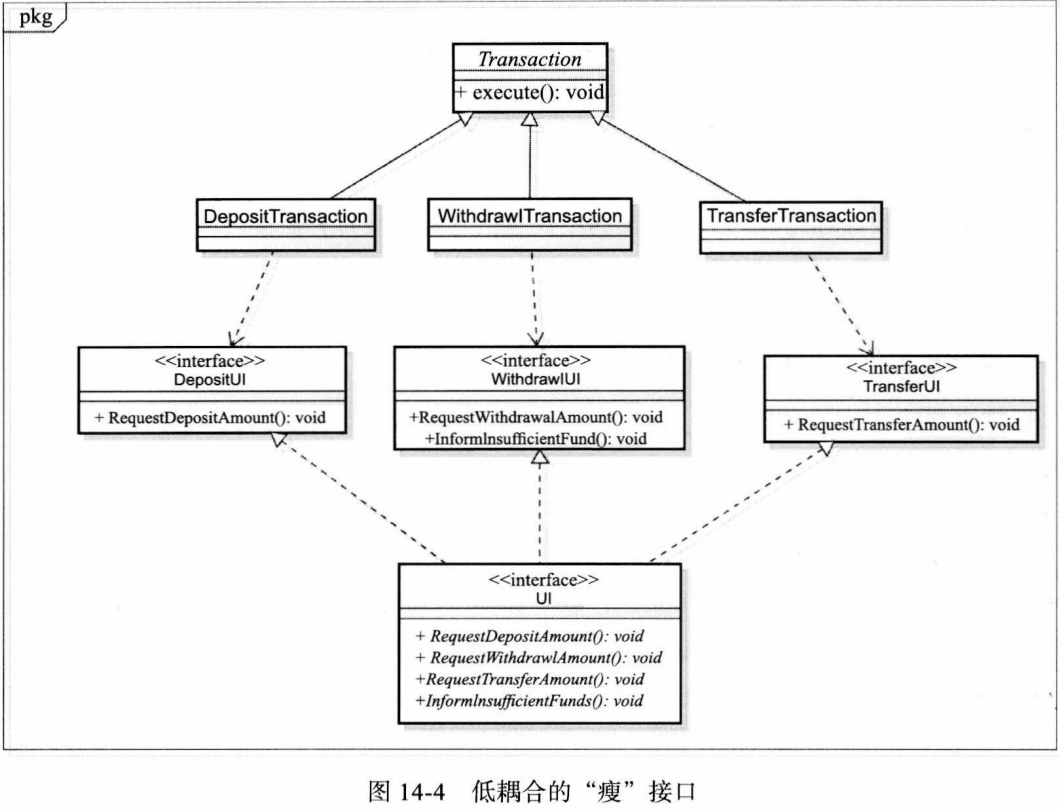 pkg
Transaction
+ execute(): void
DepositTransaction
WithdrawlTransaction
TransferTransaction
<<interface>>
DepositUI
+ RequestDepositAmount(): void
<<interface>>
WithdrawlUI
+RequestWithdrawalAmount(): void
+InformInsufficientFund(): void
<<interface>>
TransferUI
+ RequestTransferAmount(): void
<<interface>>
UI
+ RequestDepositAmount(): void
+ RequestWithdrawlAmount(): void
+RequestTransferAmount(): void
+InformInsufficientFunds(): void
图 14-4 低耦合的“瘦”接口